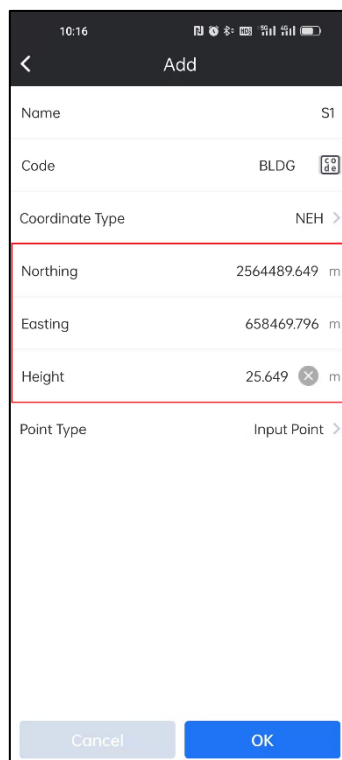 10:16
Add
Name S1
Code BLDG code
Coordinate Type NEH
Northing 2564489.649 m
Easting 658469.796 m
Height 25.649 m
Point Type Input Point
Cancel OK